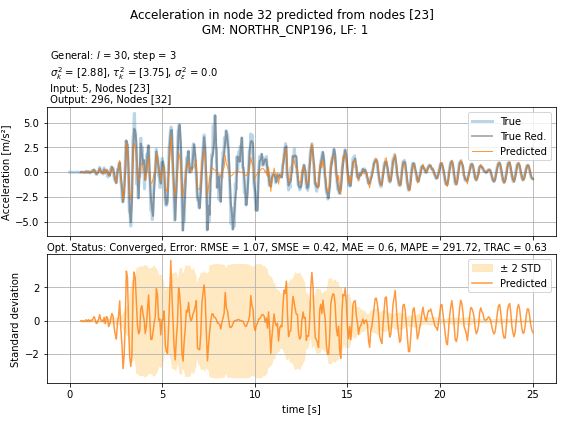 Acceleration in node 32 predicted from nodes [23]
GM: NORTHR_CNP196, LF: 1
General: l = 30, step = 3
σ²ₖ = [2.88], τ²ₖ = [3.75], σ²ε = 0.0
Input: 5, Nodes [23]
Output: 296, Nodes [32]
Acceleration [m/s²]
5.0
2.5
0.0
−2.5
−5.0
True
True Red.
Predicted
Opt. Status: Converged, Error: RMSE = 1.07, SMSE = 0.42, MAE = 0.6, MAPE = 291.72, TRAC = 0.63
Standard deviation
2
0
−2
± 2 STD
Predicted
0 5 10 15 20 25
time [s]